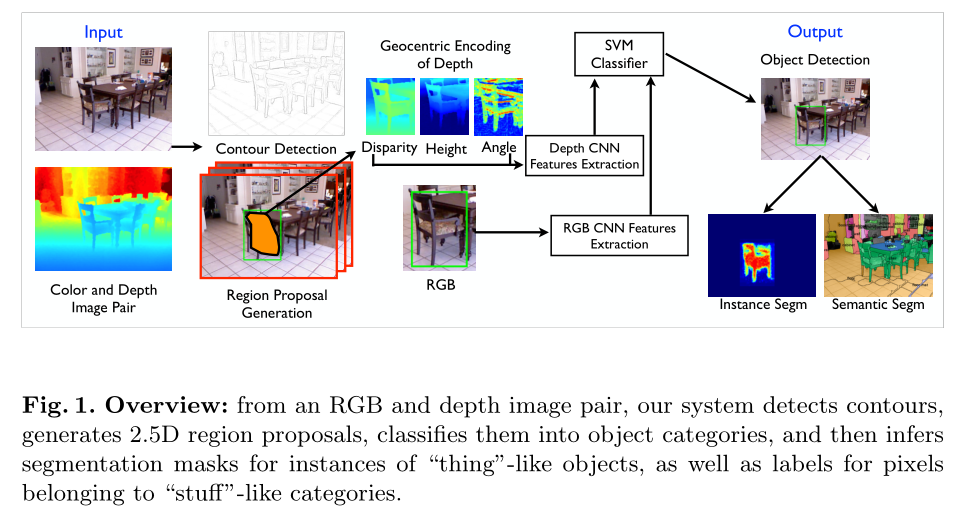 Input
Color and Depth
Image Pair
Contour Detection
Region Proposal
Generation
Geocentric Encoding
of Depth
Disparity
Height
Angle
RGB
Depth CNN
Features Extraction
RGB CNN Features
Extraction
SVM
Classifier
Output
Object Detection
Instance Segm
Semantic Segm
Fig. 1. Overview: from an RGB and depth image pair, our system detects contours,
generates 2.5D region proposals, classifies them into object categories, and then infers
segmentation masks for instances of “thing”-like objects, as well as labels for pixels
belonging to “stuff”-like categories.